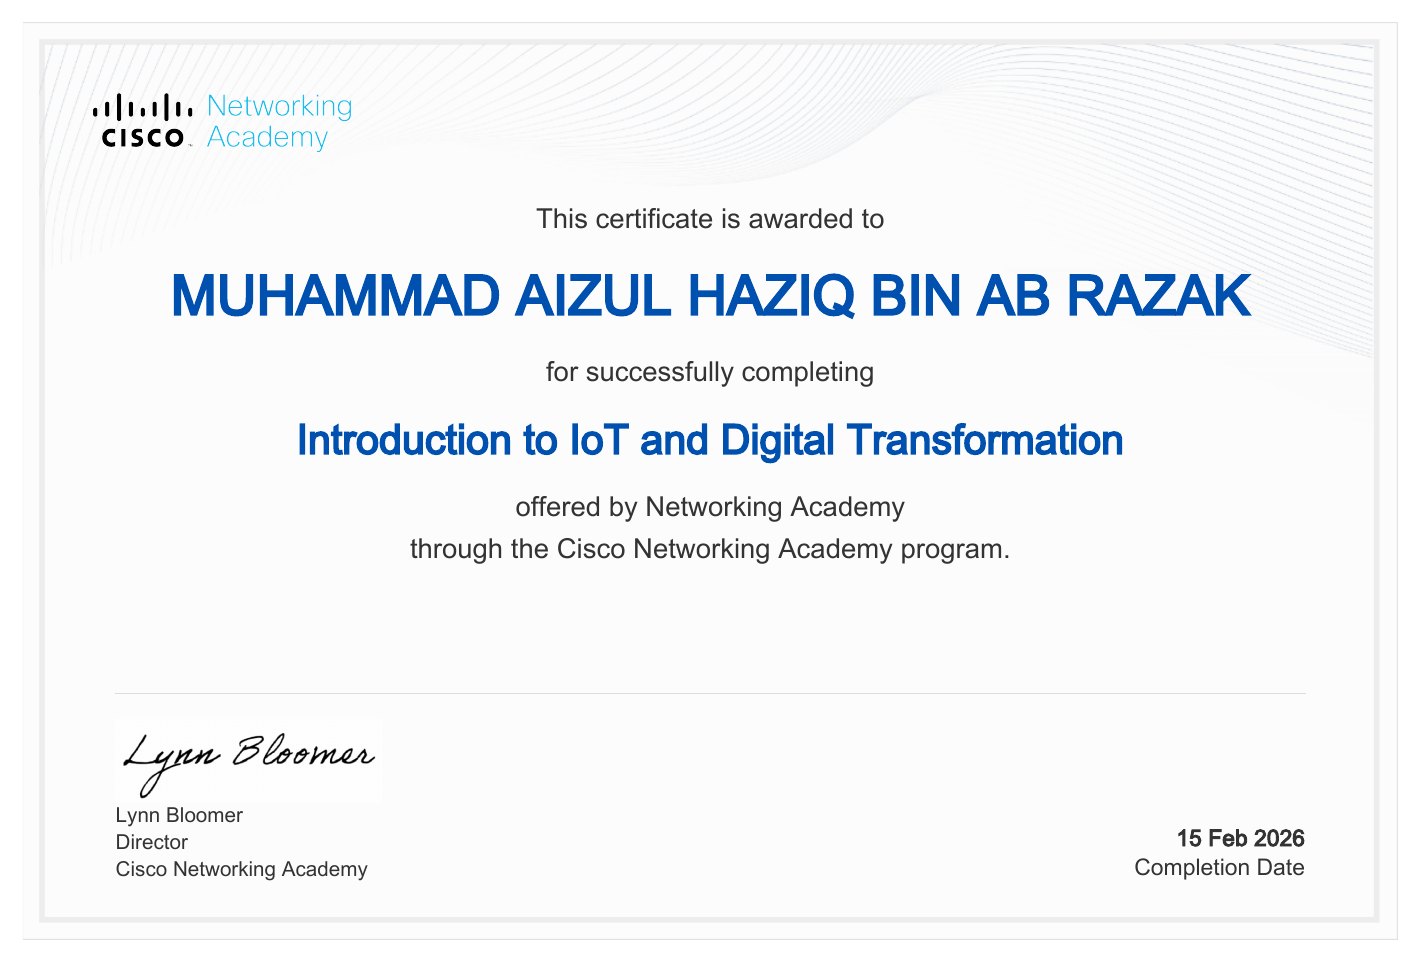 Networking
CISCO Academy
This certificate is awarded to
MUHAMMAD AIZUL HAZIQ BIN AB RAZAK
for successfully completing
Introduction to IoT and Digital Transformation
offered by Networking Academy
through the Cisco Networking Academy program.
Lynn Bloomer
Lynn Bloomer
Director
Cisco Networking Academy
15 Feb 2026
Completion Date